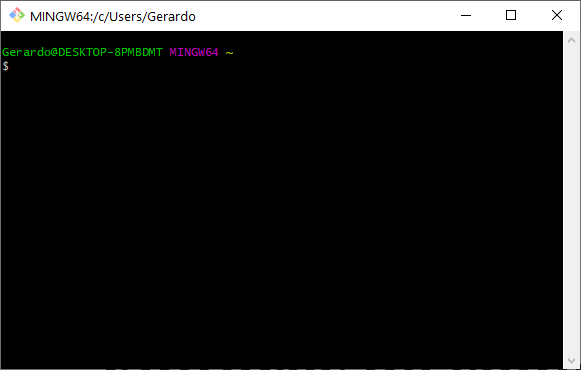 MINGW64:/c/Users/Gerardo
Gerardo@DESKTOP-8PMBDMT MINGW64 ~
$